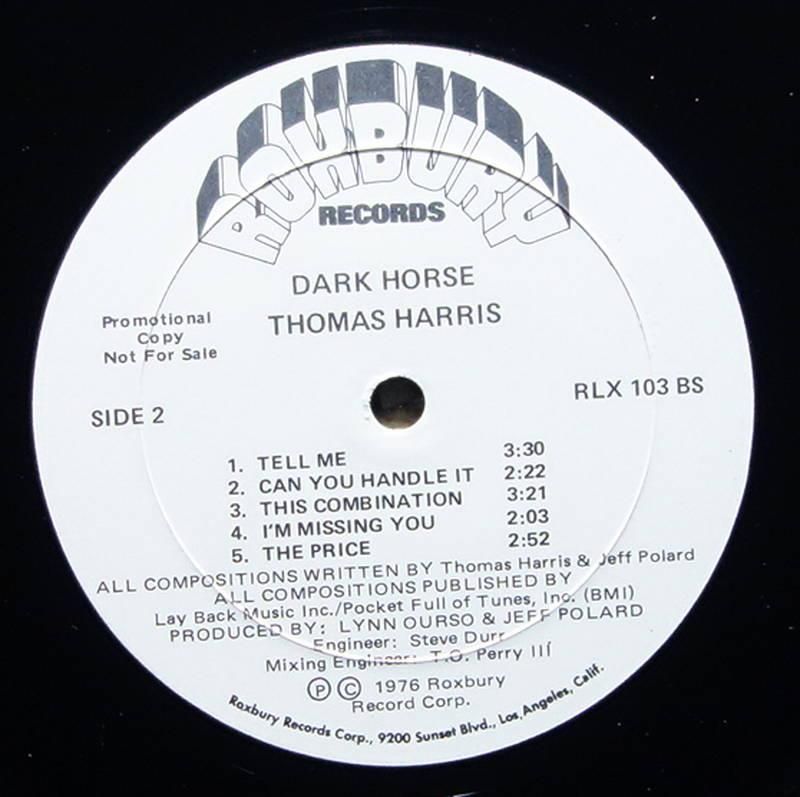 ROXBURY
RECORDS
DARK HORSE
THOMAS HARRIS
Promotional
Copy
Not For Sale
SIDE 2
RLX 103 BS
1. TELL ME 3:30
2. CAN YOU HANDLE IT 2:22
3. THIS COMBINATION 3:21
4. I'M MISSING YOU 2:03
5. THE PRICE 2:52
ALL COMPOSITIONS WRITTEN BY Thomas Harris & Jeff Polard
ALL COMPOSITIONS PUBLISHED BY
Lay Back Music Inc./Pocket Full of Tunes, Inc. (BMI)
PRODUCED BY: LYNN OURSO & JEFF POLARD
Engineer: Steve Durr
Mixing Engineer: T.G. Perry III
Ⓟ © 1976 Roxbury
Record Corp.
Roxbury Records Corp., 9200 Sunset Blvd., Los Angeles, Calif.